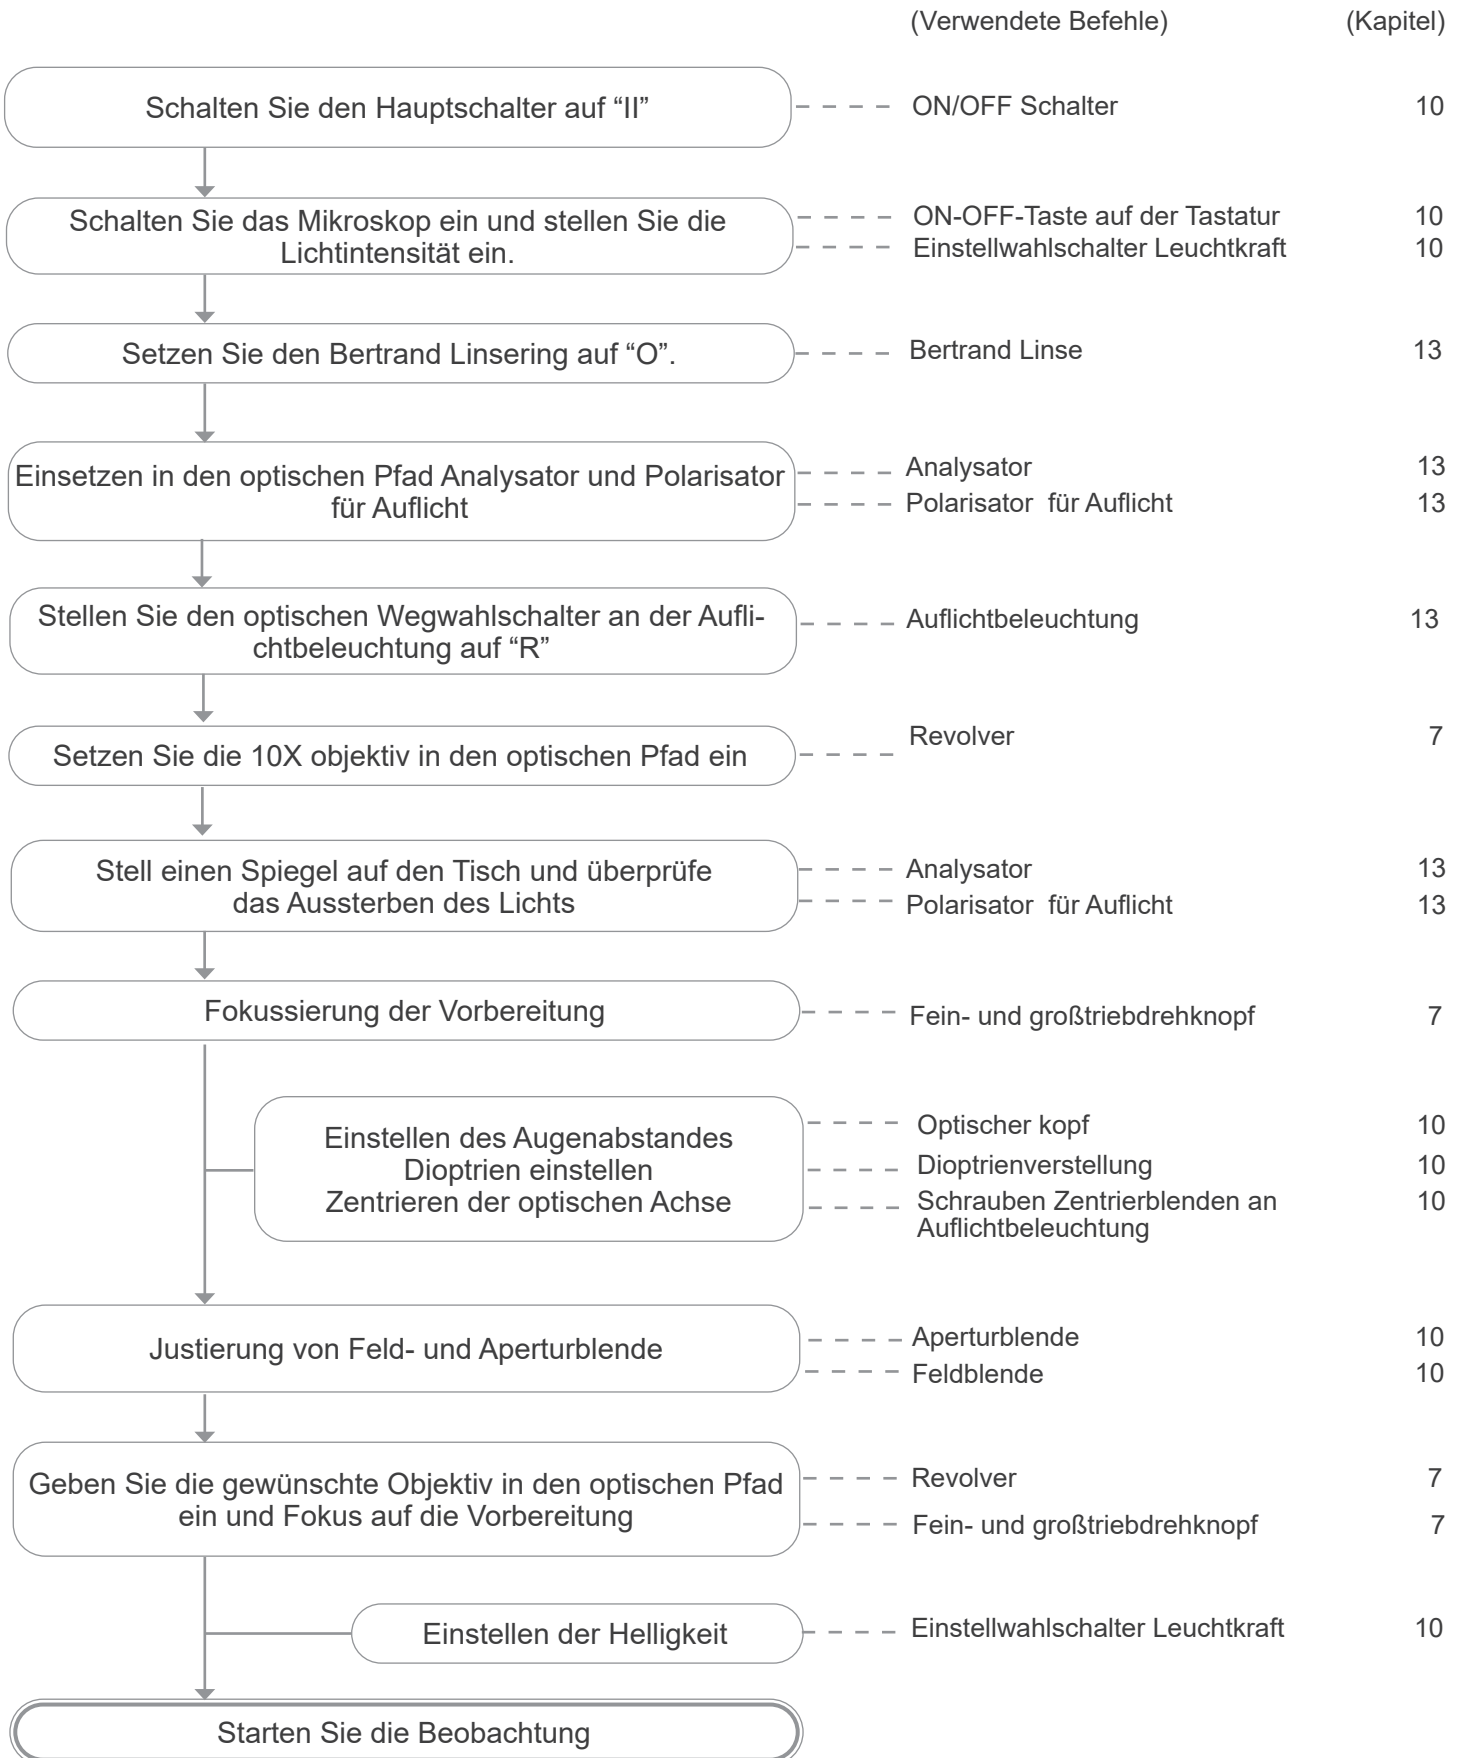 (Verwendete Befehle) (Kapitel)
Schalten Sie den Hauptschalter auf “II” ON/OFF Schalter 10
Schalten Sie das Mikroskop ein und stellen Sie die
Lichtintensität ein.
ON-OFF-Taste auf der Tastatur 10
Einstellwahlschalter Leuchtkraft 10
Setzen Sie den Bertrand Linsering auf “O”. Bertrand Linse 13
Einsetzen in den optischen Pfad Analysator und Polarisator
für Auflicht
Analysator 13
Polarisator für Auflicht 13
Stellen Sie den optischen Wegwahlschalter an der Aufli-
chtbeleuchtung auf “R”
Auflichtbeleuchtung 13
Setzen Sie die 10X objektiv in den optischen Pfad ein Revolver 7
Stell einen Spiegel auf den Tisch und überprüfe
das Aussterben des Lichts
Analysator 13
Polarisator für Auflicht 13
Fokussierung der Vorbereitung Fein- und großtriebdrehknopf 7
Einstellen des Augenabstandes
Dioptrien einstellen
Zentrieren der optischen Achse
Optischer kopf 10
Dioptrienverstellung 10
Schrauben Zentrierblenden an 10
Auflichtbeleuchtung
Justierung von Feld- und Aperturblende
Aperturblende 10
Feldblende 10
Geben Sie die gewünschte Objektiv in den optischen Pfad
ein und Fokus auf die Vorbereitung
Revolver 7
Fein- und großtriebdrehknopf 7
Einstellen der Helligkeit Einstellwahlschalter Leuchtkraft 10
Starten Sie die Beobachtung